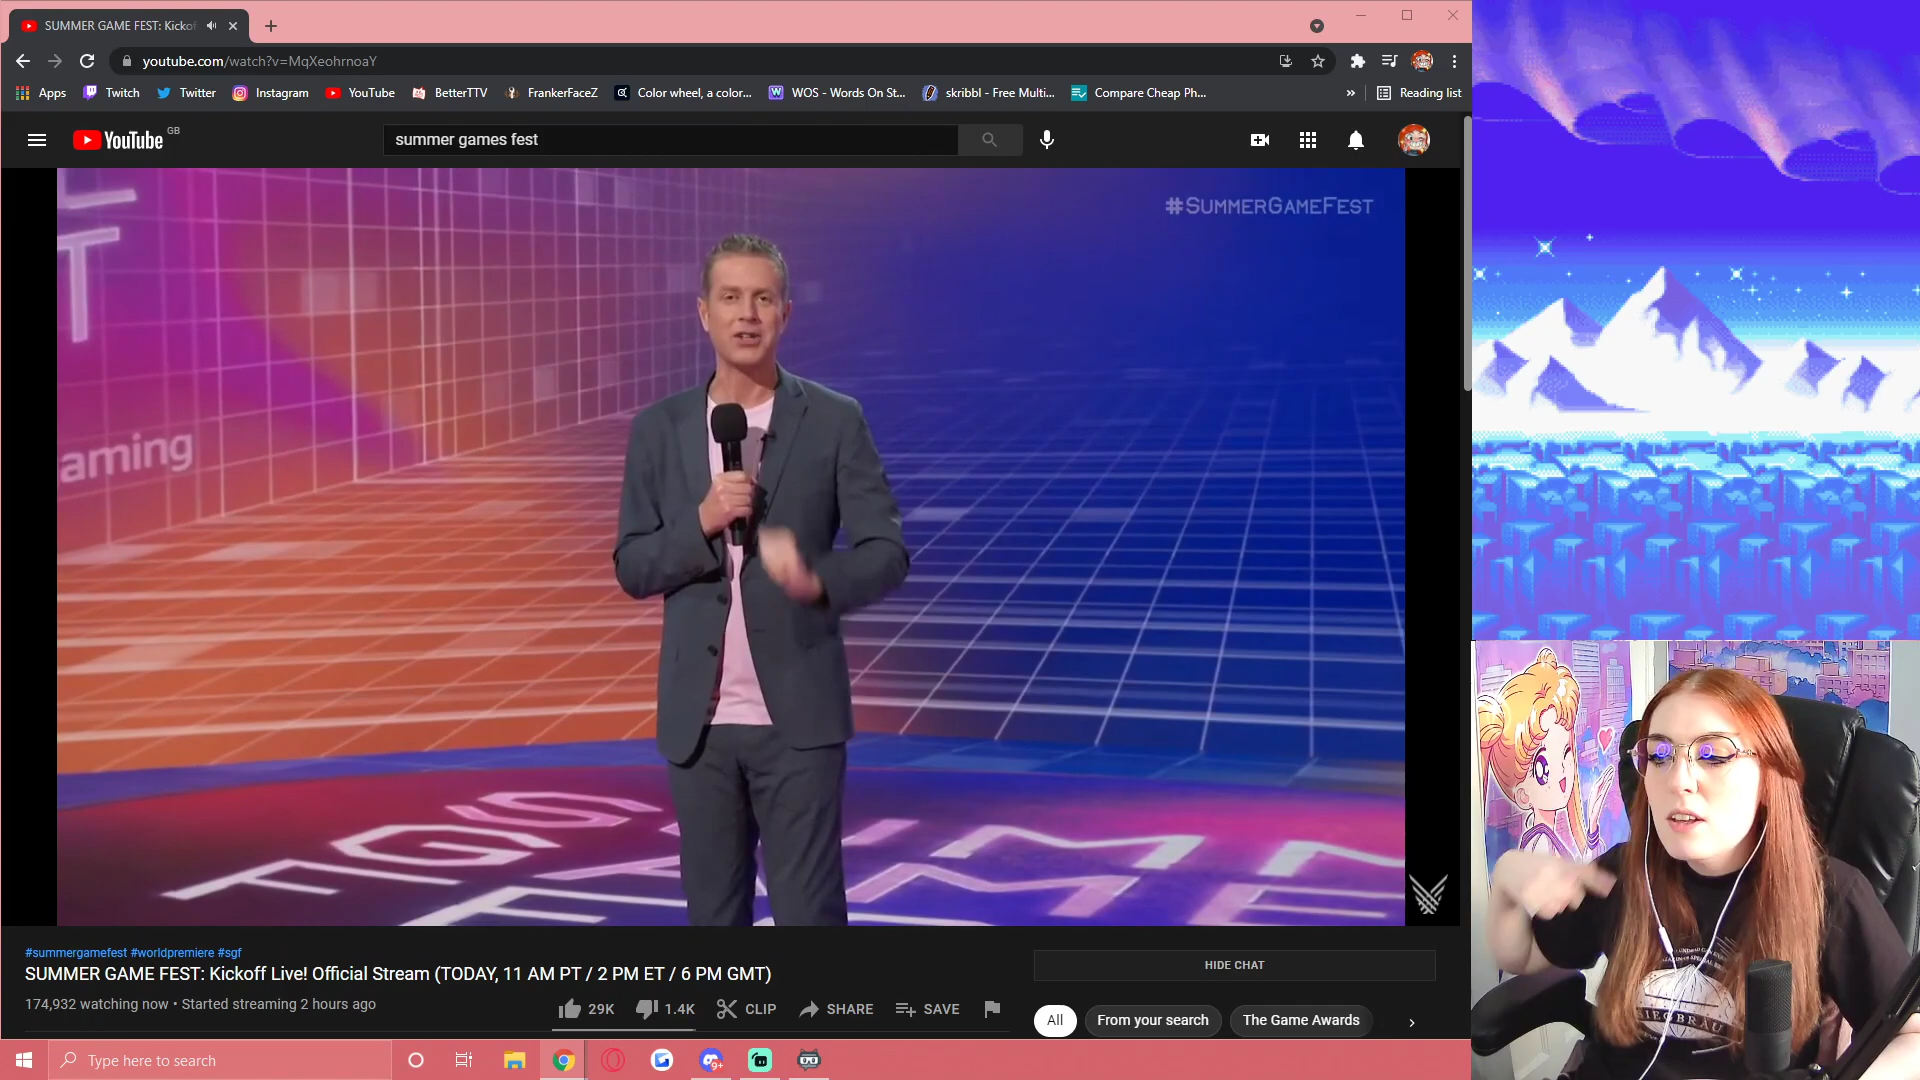 SUMMER GAME FEST: Kickof
youtube.com/watch?v=MqXeohrnoaY
Apps
Twitch
Twitter
Instagram
YouTube
BetterTTV
FrankerFaceZ
Color wheel, a color...
WOS - Words On St...
skribbl - Free Multi...
Compare Cheap Ph...
»
Reading list
YouTube GB
summer games fest
#SUMMERGAMEFEST
T
aming
SGF
#summergamefest #worldpremiere #sgf
SUMMER GAME FEST: Kickoff Live! Official Stream (TODAY, 11 AM PT / 2 PM ET / 6 PM GMT)
174,932 watching now • Started streaming 2 hours ago
29K
1.4K
CLIP
SHARE
SAVE
HIDE CHAT
All
From your search
The Game Awards
Type here to search
9+
IEGBRÄU